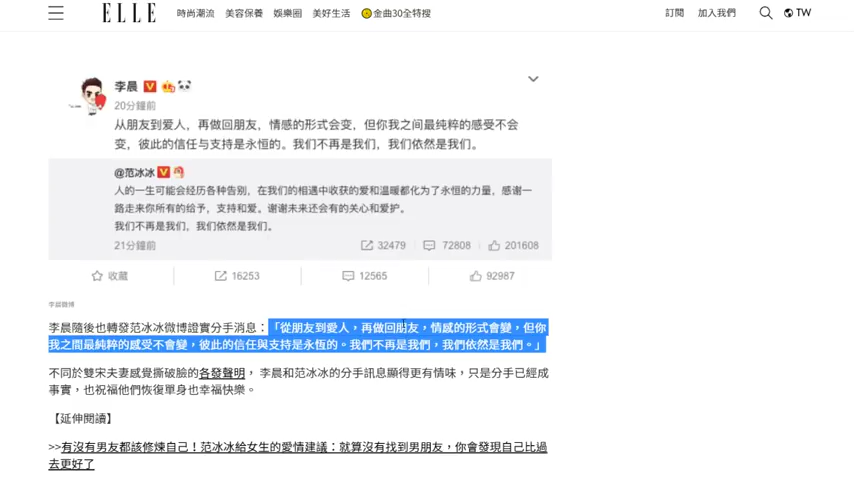 ELLE 時尚潮流 美容保養 娛樂圈 美好生活 金曲30全特搜 訂閱 加入我們 TW
李晨
20分鐘前
从朋友到爱人，再做回朋友，情感的形式会变，但你我之间最纯粹的感受不会
变，彼此的信任与支持是永恒的。我们不再是我们，我们依然是我们。
@范冰冰
人的一生可能会经历各种告别，在我们的相遇中收获的爱和温暖都化为了永恒的力量，感谢一
路走来你所有的给予，支持和爱。谢谢未来还会有的关心和爱护。
我们不再是我们，我们依然是我们。
21分鐘前 32479 72808 201608
收藏 16253 12565 92987
李晨微博
李晨隨後也轉發范冰冰微博證實分手消息：「從朋友到愛人，再做回朋友，情感的形式會變，但你
我之間最純粹的感受不會變，彼此的信任與支持是永恆的。我們不再是我們，我們依然是我們。」
不同於雙宋夫妻感覺撕破臉的各發聲明， 李晨和范冰冰的分手訊息顯得更有情味，只是分手已經成
事實，也祝福他們恢復單身也幸福快樂。
【延伸閱讀】
>>有沒有男友都該修煉自己！范冰冰給女生的愛情建議：就算沒有找到男朋友，你會發現自己比過
去更好了